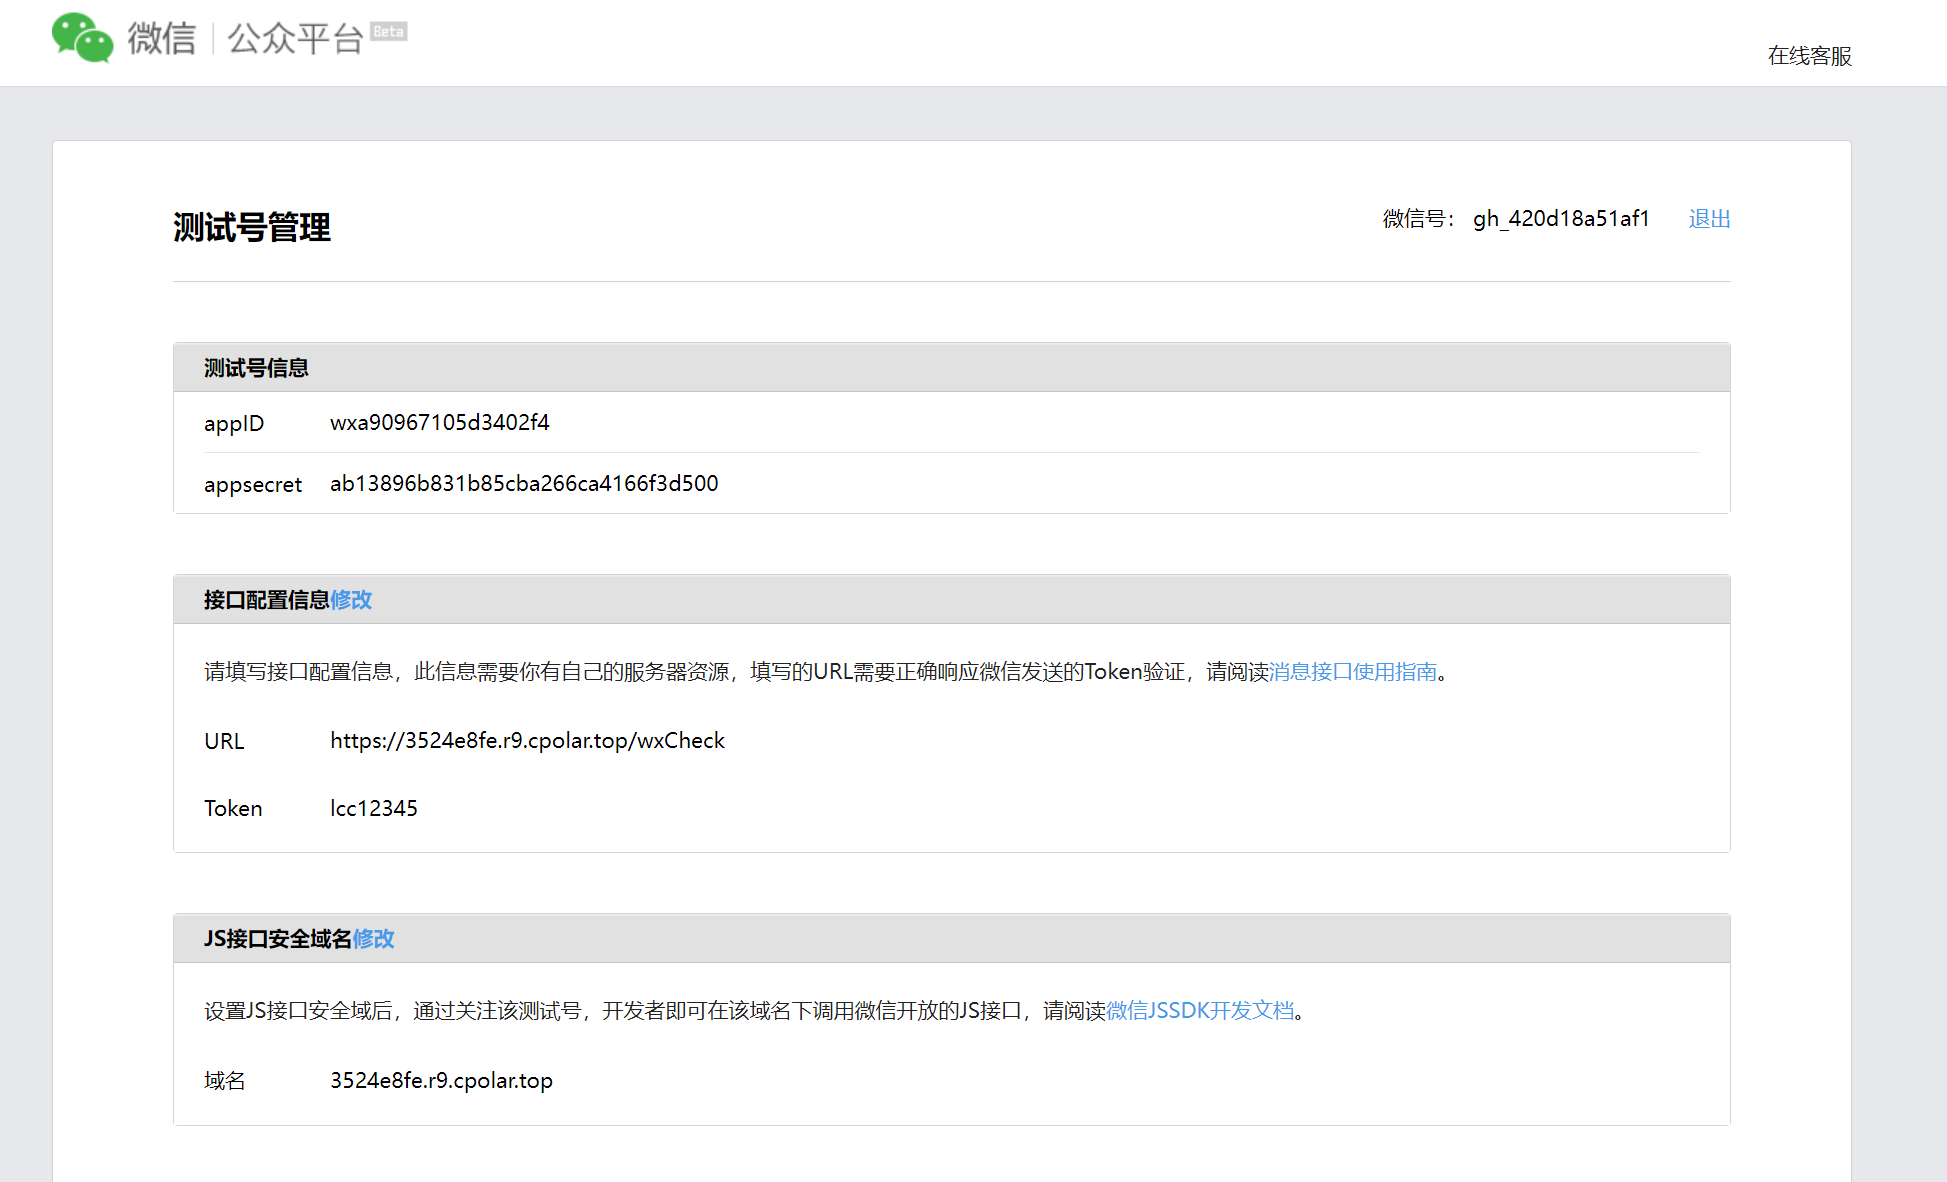 微信 公众平台 Beta
在线客服
测试号管理
微信号： gh_420d18a51af1 退出
测试号信息
appID wxa90967105d3402f4
appsecret ab13896b831b85cba266ca4166f3d500
接口配置信息修改
请填写接口配置信息，此信息需要你有自己的服务器资源，填写的URL需要正确响应微信发送的Token验证，请阅读消息接口使用指南。
URL https://3524e8fe.r9.cpolar.top/wxCheck
Token lcc12345
JS接口安全域名修改
设置JS接口安全域后，通过关注该测试号，开发者即可在该域名下调用微信开放的JS接口，请阅读微信JSSDK开发文档。
域名 3524e8fe.r9.cpolar.top